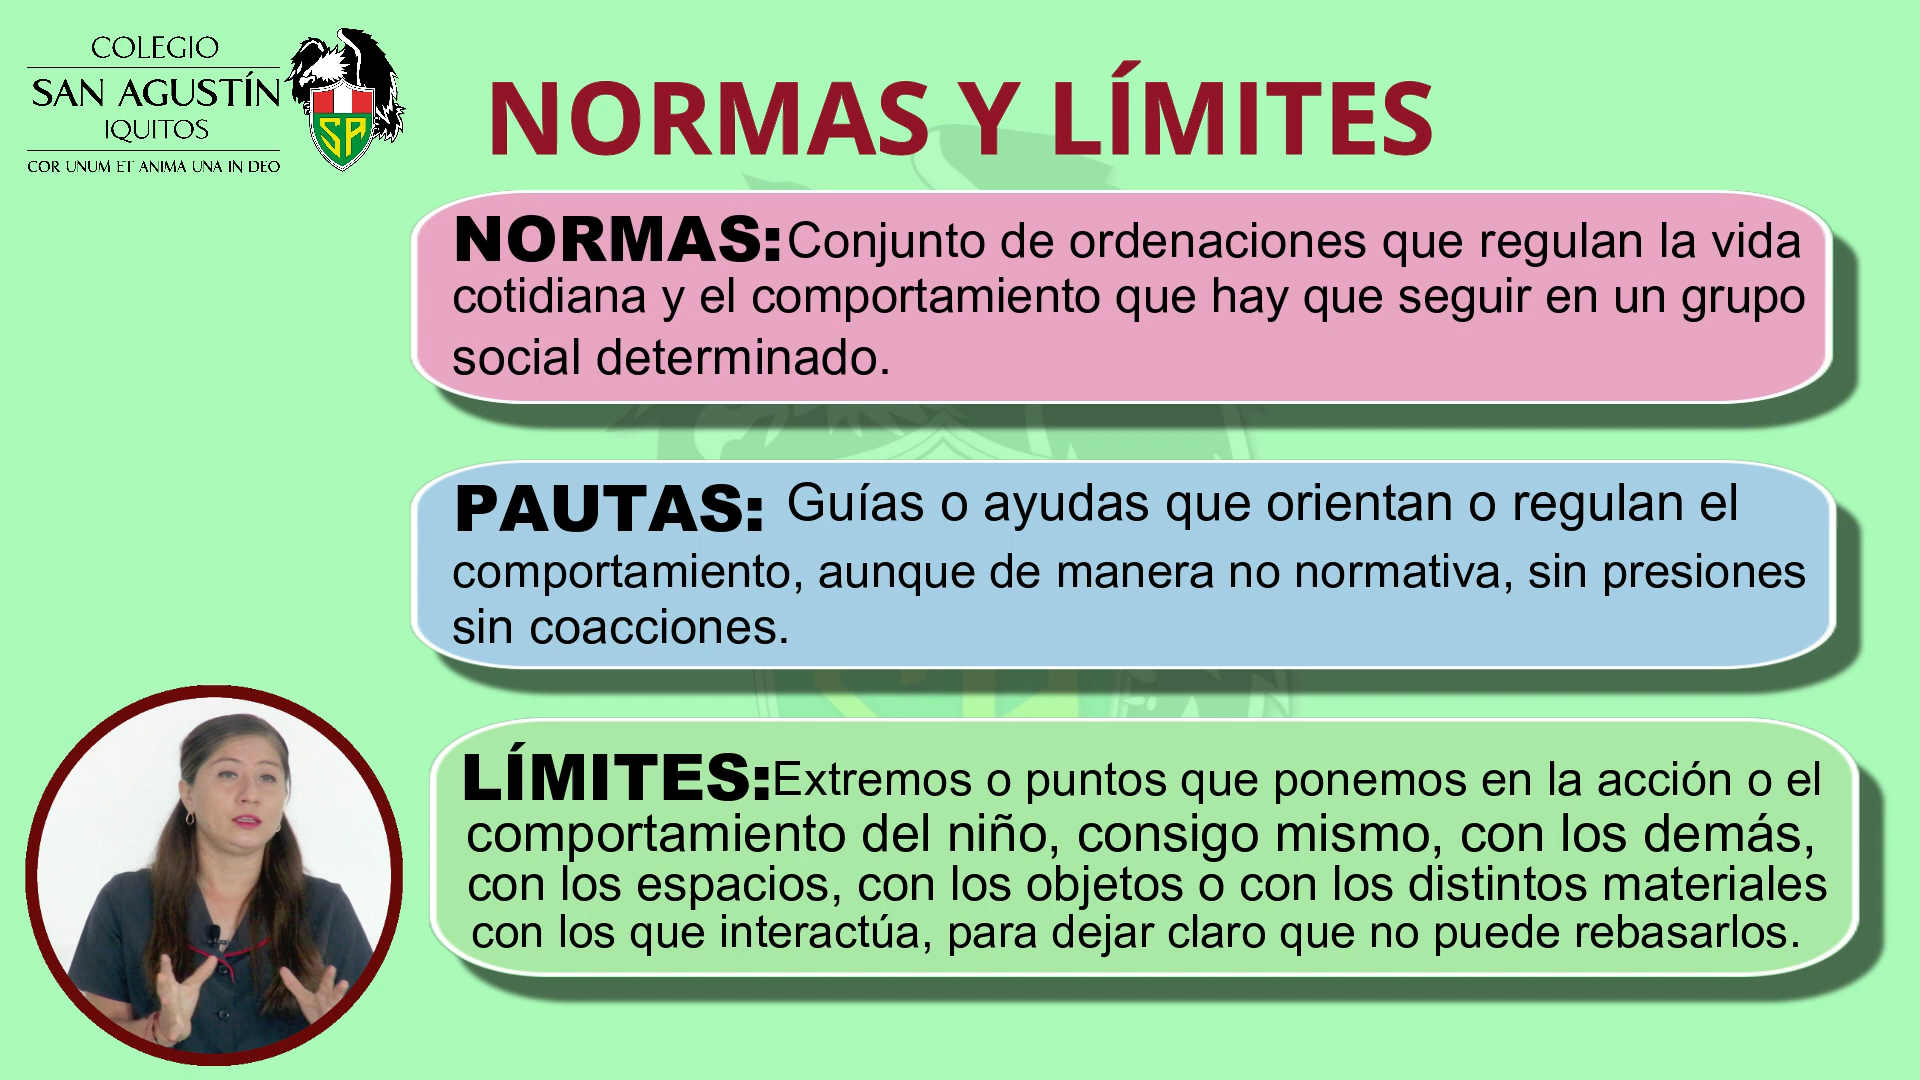 COLEGIO
SAN AGUSTÍN
IQUITOS
COR UNUM ET ANIMA UNA IN DEO
SA
NORMAS Y LÍMITES
NORMAS: Conjunto de ordenaciones que regulan la vida
cotidiana y el comportamiento que hay que seguir en un grupo
social determinado.
PAUTAS: Guías o ayudas que orientan o regulan el
comportamiento, aunque de manera no normativa, sin presiones
sin coacciones.
LÍMITES: Extremos o puntos que ponemos en la acción o el
comportamiento del niño, consigo mismo, con los demás,
con los espacios, con los objetos o con los distintos materiales
con los que interactúa, para dejar claro que no puede rebasarlos.